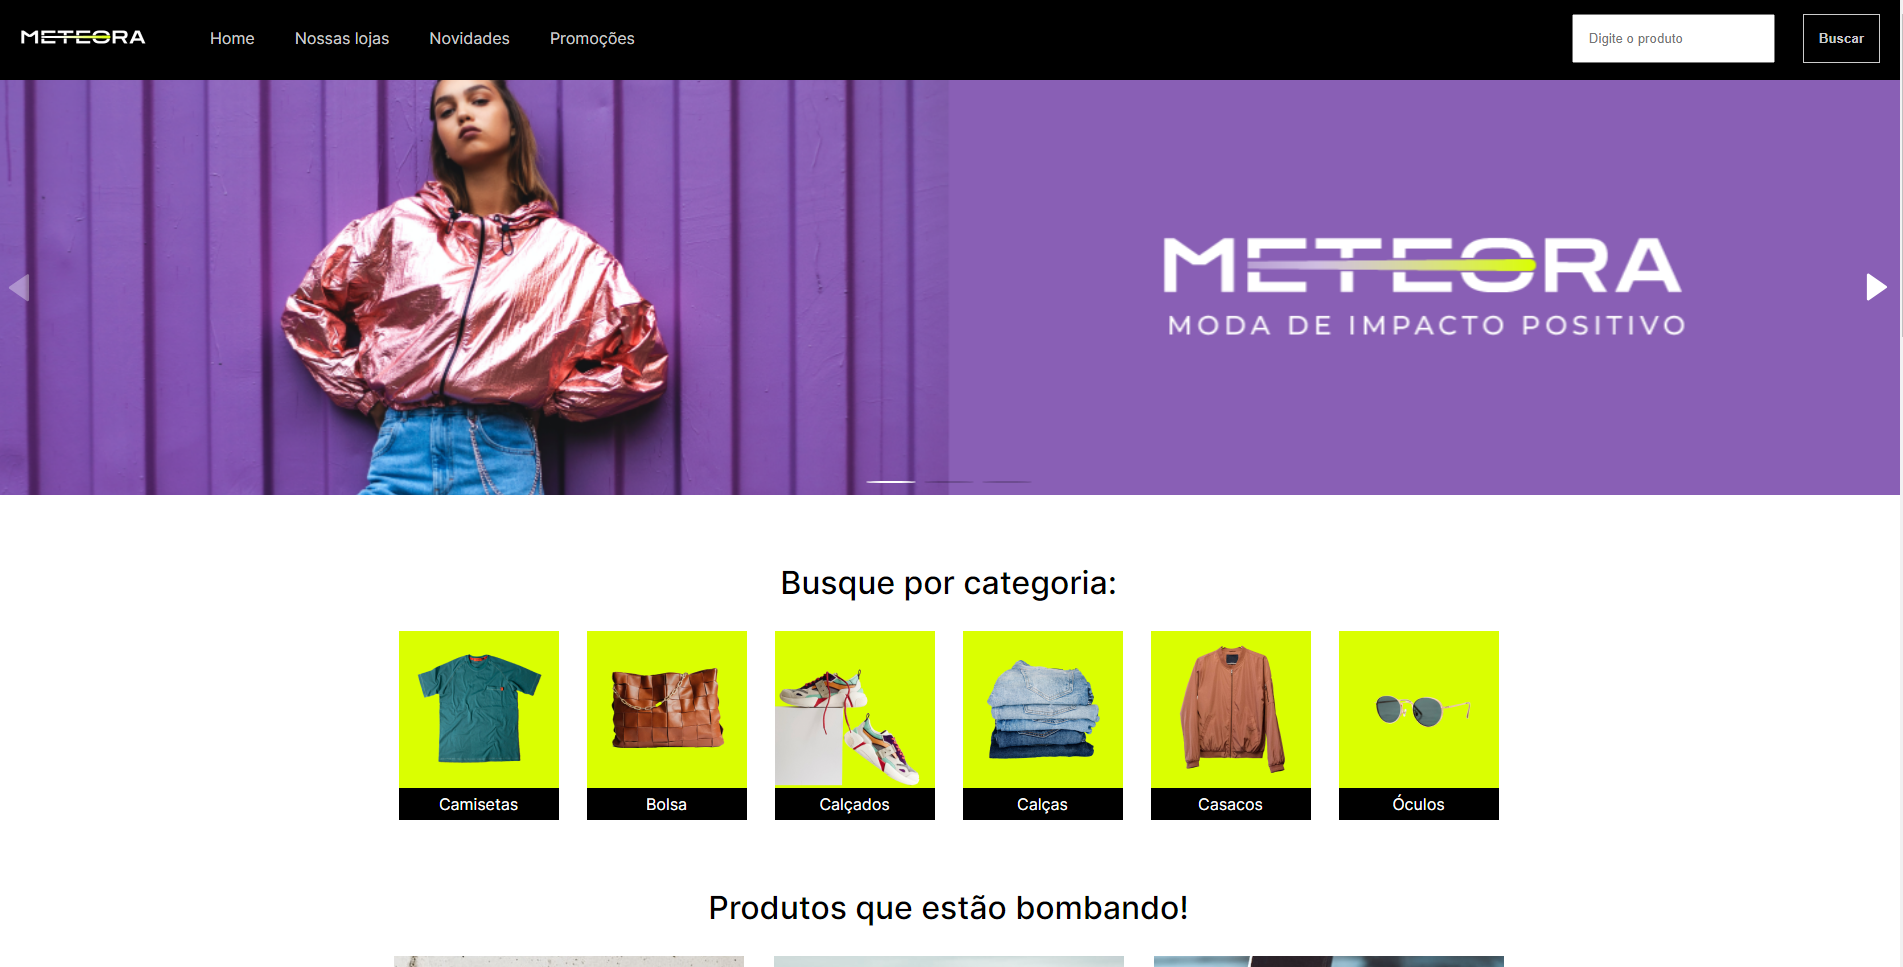 METEORA
Home
Nossas lojas
Novidades
Promoções
Digite o produto
Buscar
METEORA
MODA DE IMPACTO POSITIVO
Busque por categoria:
Camisetas
Bolsa
Calçados
Calças
Casacos
Óculos
Produtos que estão bombando!